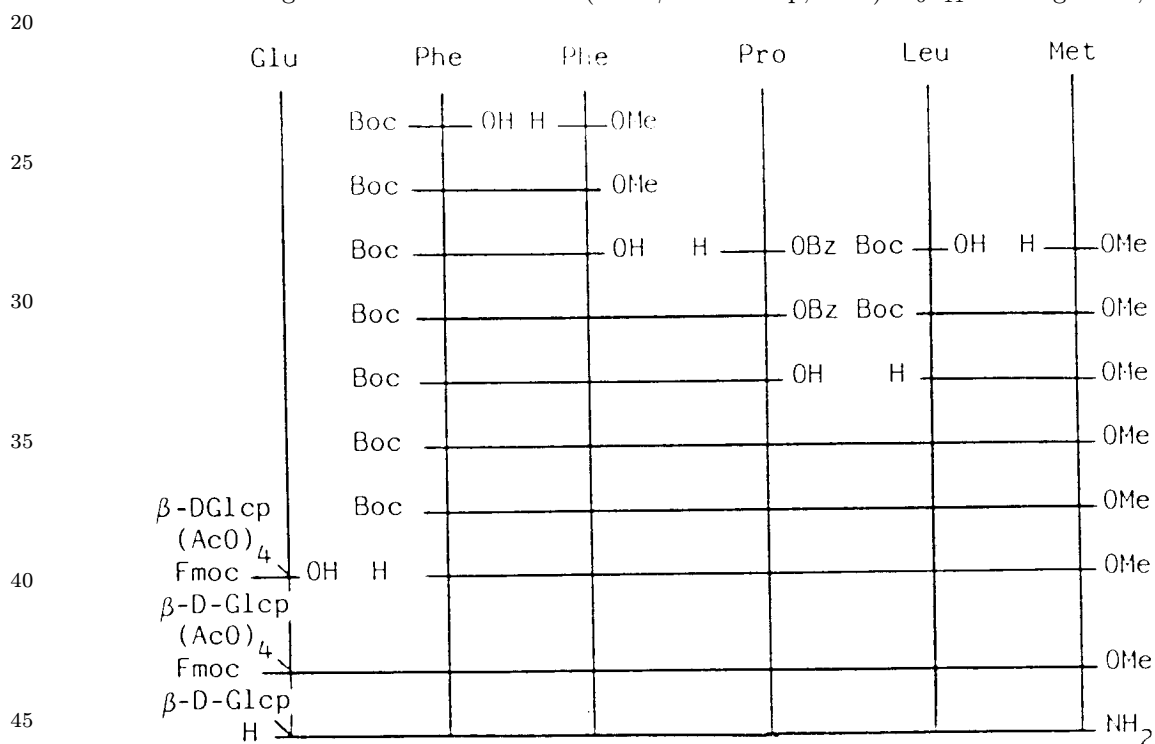 20
Glu Phe Phe Pro Leu Met
Boc OH H OMe
25
Boc OMe
Boc OH H OBz Boc OH H OMe
30
Boc OBz Boc OMe
Boc OH H OMe
35
Boc OMe
β-DGlcp Boc OMe
(AcO)4
Fmoc OH H OMe
40
β-D-Glcp
(AcO)4
Fmoc OMe
β-D-Glcp
45
H NH2